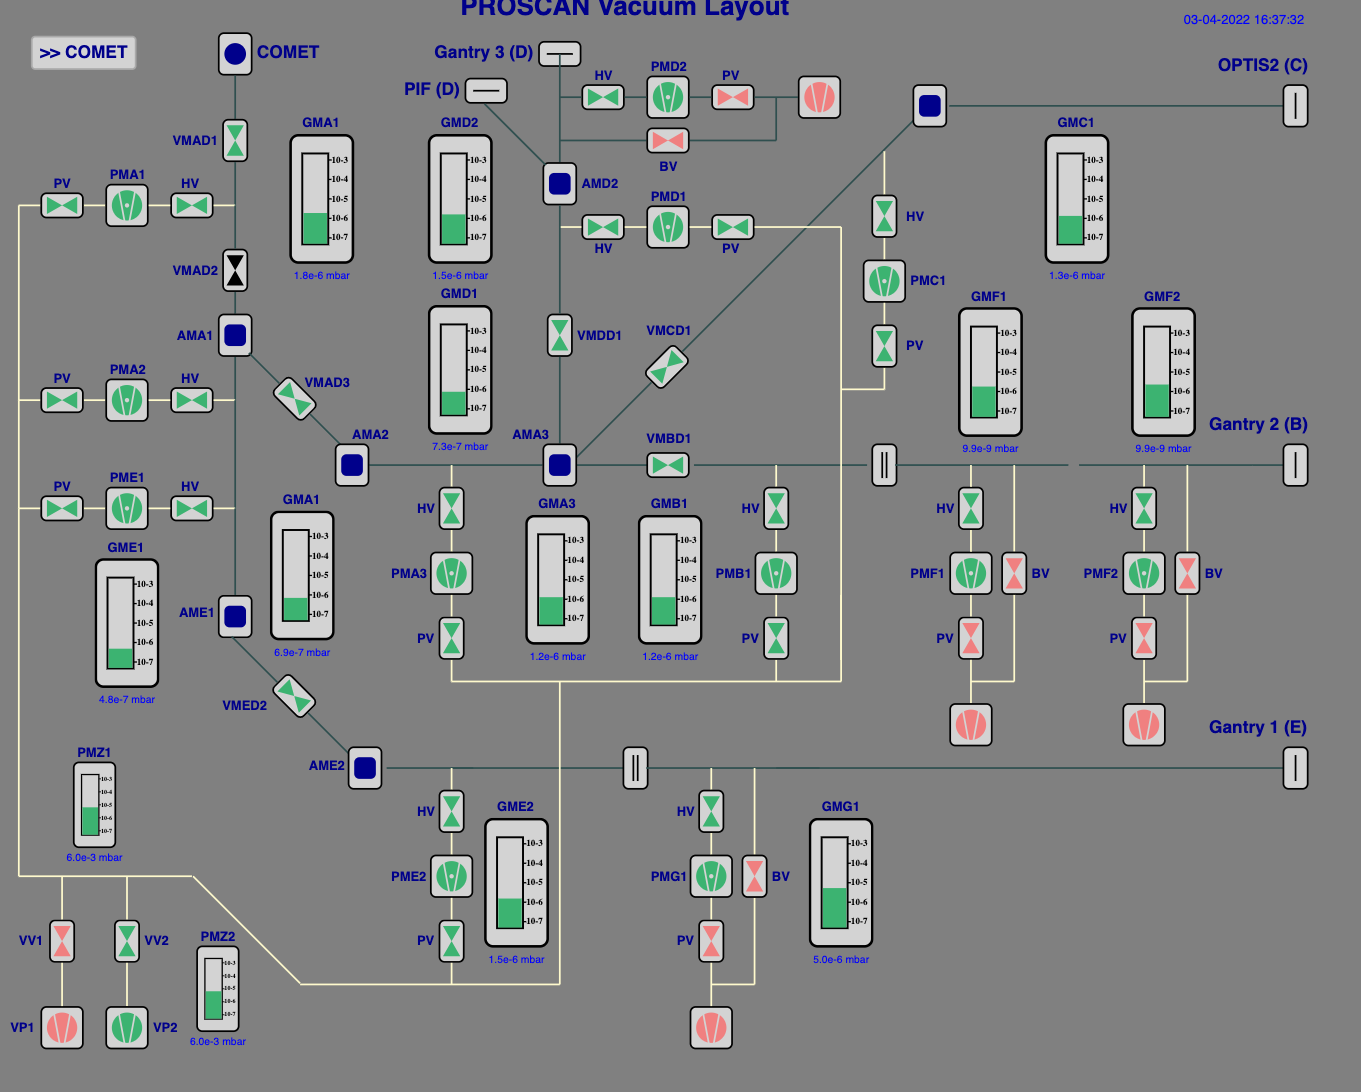 PROSCAN Vacuum Layout
03-04-2022 16:37:32
>> COMET
COMET
Gantry 3 (D)
PIF (D)
OPTIS2 (C)
HV
PMD2
PV
BV
VMAD1
GMA1
10-3
10-4
10-5
10-6
10-7
1.8e-6 mbar
GMD2
10-3
10-4
10-5
10-6
10-7
1.5e-6 mbar
AMD2
PMD1
HV
PV
GMC1
10-3
10-4
10-5
10-6
10-7
1.3e-6 mbar
PV
PMA1
HV
VMAD2
HV
PMC1
PV
AMA1
VMAD3
GMD1
10-3
10-4
10-5
10-6
10-7
7.3e-7 mbar
VMDD1
VMCD1
GMF1
10-3
10-4
10-5
10-6
10-7
9.9e-9 mbar
GMF2
10-3
10-4
10-5
10-6
10-7
9.9e-9 mbar
PV
PMA2
HV
AMA2
AMA3
VMBD1
Gantry 2 (B)
PV
PME1
HV
GMA1
10-3
10-4
10-5
10-6
10-7
6.9e-7 mbar
HV
PMA3
PV
GMA3
10-3
10-4
10-5
10-6
10-7
1.2e-6 mbar
GMB1
10-3
10-4
10-5
10-6
10-7
1.2e-6 mbar
HV
PMB1
PV
HV
PMF1
BV
PV
HV
PMF2
BV
PV
GME1
10-3
10-4
10-5
10-6
10-7
4.8e-7 mbar
AME1
VMED2
Gantry 1 (E)
AME2
PMZ1
10-3
10-4
10-5
10-6
10-7
6.0e-3 mbar
HV
PME2
PV
GME2
10-3
10-4
10-5
10-6
10-7
1.5e-6 mbar
HV
PMG1
BV
PV
GMG1
10-3
10-4
10-5
10-6
10-7
5.0e-6 mbar
VV1
VV2
PMZ2
10-3
10-4
10-5
10-6
10-7
6.0e-3 mbar
VP1
VP2